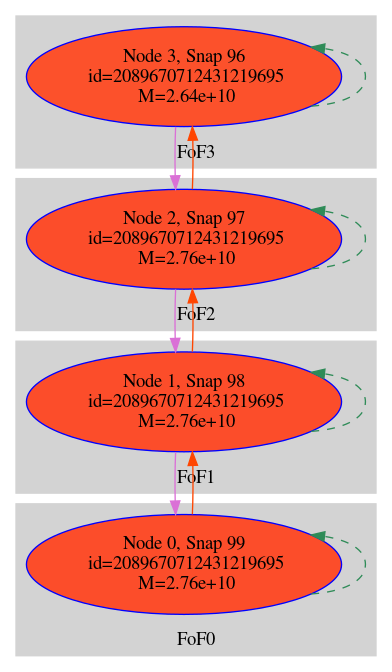 Node 3, Snap 96
id=2089670712431219695
M=2.64e+10
FoF3
Node 2, Snap 97
id=2089670712431219695
M=2.76e+10
FoF2
Node 1, Snap 98
id=2089670712431219695
M=2.76e+10
FoF1
Node 0, Snap 99
id=2089670712431219695
M=2.76e+10
FoF0